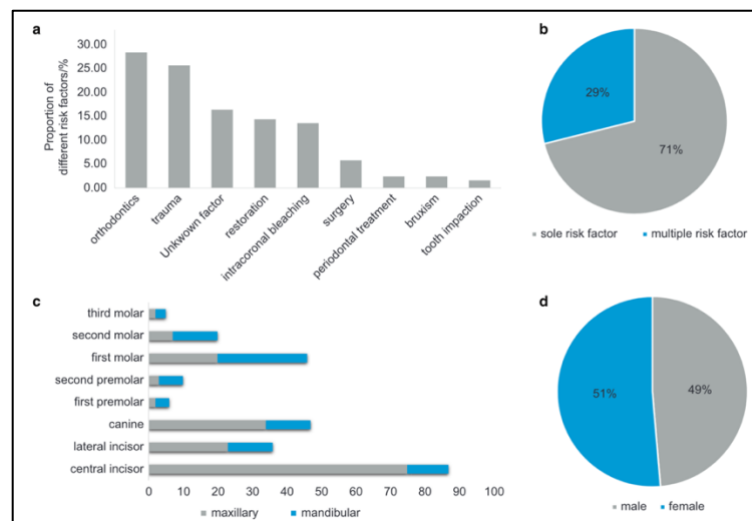 a
Proportion of
different risk factors/%
30.00
25.00
20.00
15.00
10.00
5.00
0.00
orthodontics
trauma
Unkwown factor
restoration
intracoronal bleaching
surgery
periodontal treatment
bruxism
tooth impaction
b
29%
71%
sole risk factor
multiple risk factor
c
third molar
second molar
first molar
second premolar
first premolar
canine
lateral incisor
central incisor
0 10 20 30 40 50 60 70 80 90 100
maxillary
mandibular
d
51%
49%
male
female